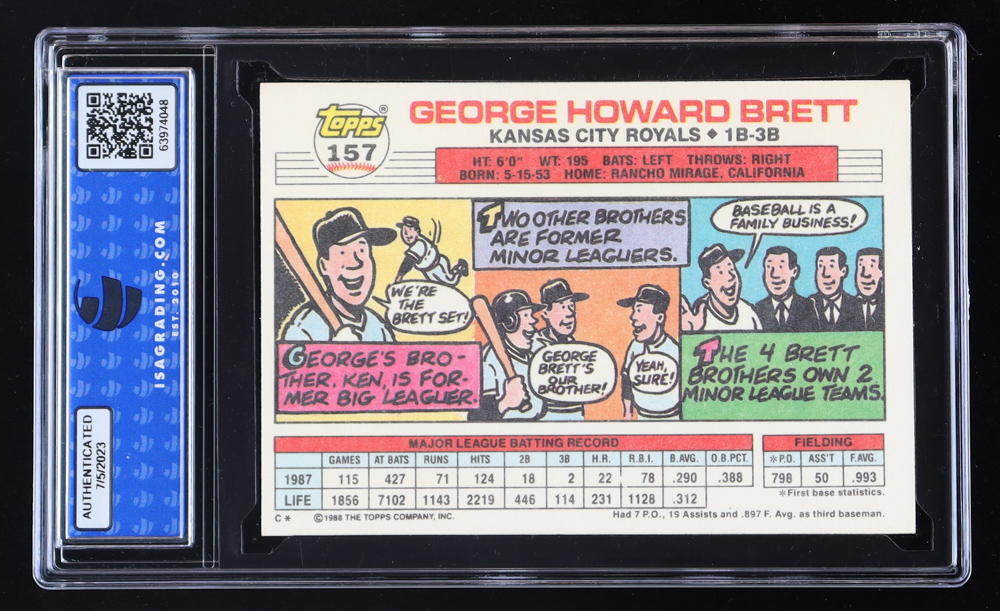 63974048
ISAGRADING.COM
EST. 2010
AUTHENTICATED
7/5/2023
topps®
157
GEORGE HOWARD BRETT
KANSAS CITY ROYALS ◆ 1B-3B
HT: 6'0" WT: 195 BATS: LEFT THROWS: RIGHT
BORN: 5-15-53 HOME: RANCHO MIRAGE, CALIFORNIA
WE'RE
THE
BRETT SET!
GEORGE'S BRO-
THER, KEN, IS FOR-
MER BIG LEAGUER.
TWO OTHER BROTHERS
ARE FORMER
MINOR LEAGUERS.
GEORGE
BRETT'S
OUR
BROTHER!
YEAH,
SURE!
BASEBALL IS A
FAMILY BUSINESS!
THE 4 BRETT
BROTHERS OWN 2
MINOR LEAGUE TEAMS.
MAJOR LEAGUE BATTING RECORD
GAMES AT BATS RUNS HITS 2B 3B H.R. R.B.I. B.AVG. O.B.PCT.
1987 115 427 71 124 18 2 22 78 .290 .388
LIFE 1856 7102 1143 2219 446 114 231 1128 .312
FIELDING
*P.O. ASS'T F.AVG.
798 50 .993
*First base statistics.
C* ©1988 THE TOPPS COMPANY, INC.
Had 7 P.O., 19 Assists and .897 F. Avg. as third baseman.